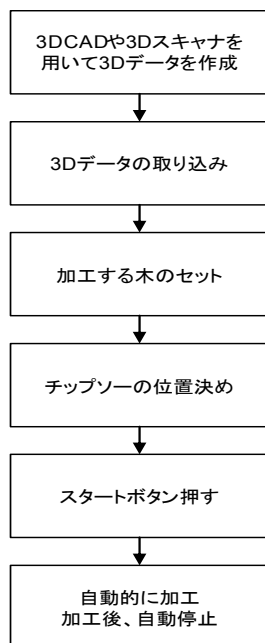 3DCADや3Dスキャナを
用いて3Dデータを作成
3Dデータの取り込み
加工する木のセット
チップソーの位置決め
スタートボタン押す
自動的に加工
加工後、自動停止